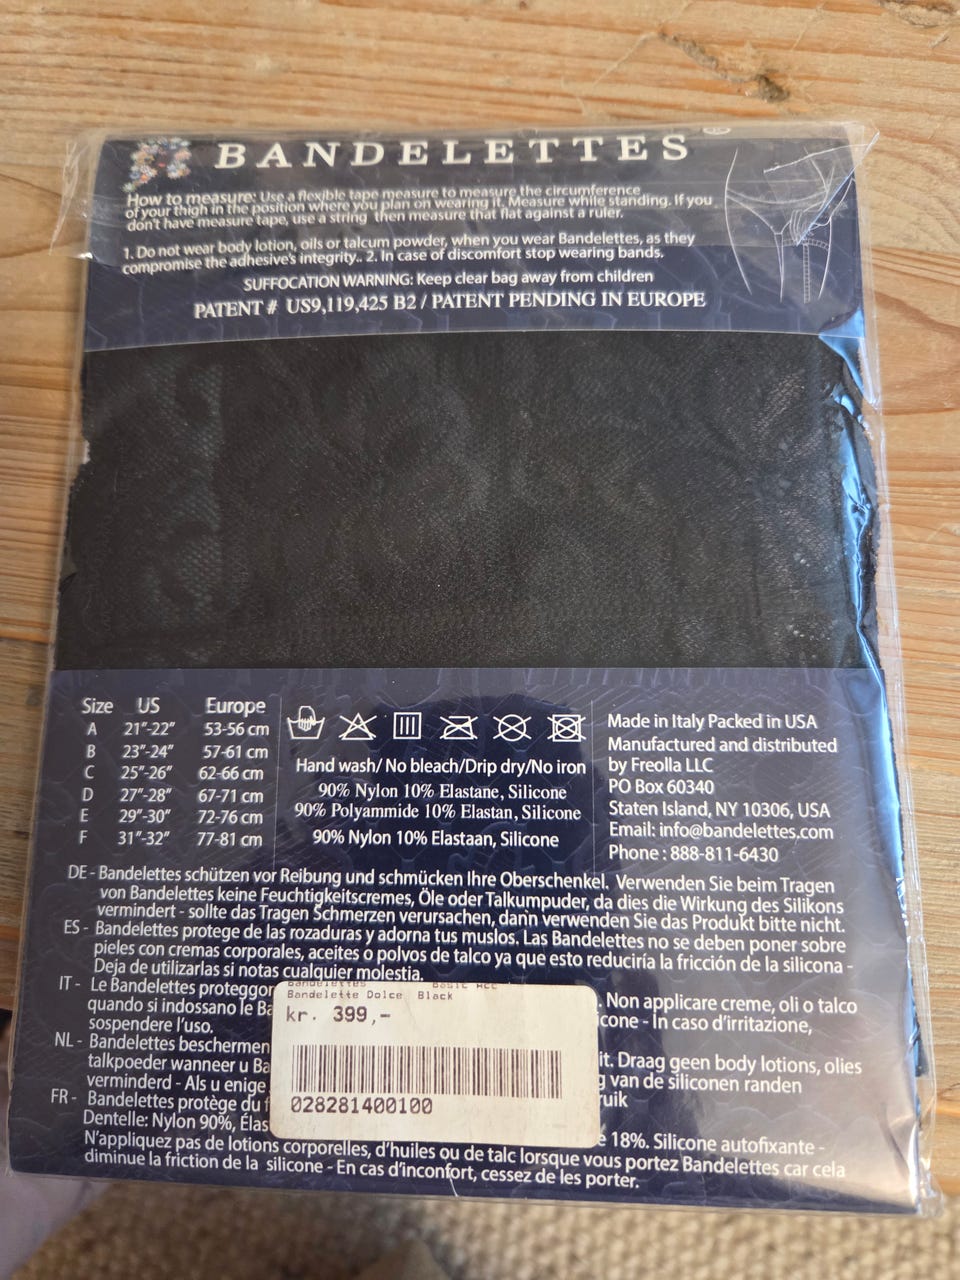 BANDELETTES
How to measure: Use a flexible tape measure to measure the circumference
of your thigh in the position where you plan on wearing it. Measure while standing. If you
don't have measure tape, use a string then measure that flat against a ruler.
1. Do not wear body lotion, oils or talcum powder, when you wear Bandelettes, as they
compromise the adhesive's integrity.. 2. In case of discomfort stop wearing bands.
SUFFOCATION WARNING: Keep clear bag away from children
PATENT # US9,119,425 B2 / PATENT PENDING IN EUROPE
Size US Europe
A 21"-22" 53-56 cm
B 23"-24" 57-61 cm
C 25"-26" 62-66 cm
D 27"-28" 67-71 cm
E 29"-30" 72-76 cm
F 31"-32" 77-81 cm
Hand wash/ No bleach/Drip dry/No iron
90% Nylon 10% Elastane, Silicone
90% Polyammide 10% Elastan, Silicone
90% Nylon 10% Elastaan, Silicone
Made in Italy Packed in USA
Manufactured and distributed
by Freolla LLC
PO Box 60340
Staten Island, NY 10306, USA
Email: info@bandelettes.com
Phone : 888-811-6430
DE - Bandelettes schützen vor Reibung und schmücken Ihre Oberschenkel. Verwenden Sie beim Tragen
von Bandelettes keine Feuchtigkeitscremes, Öle oder Talkumpuder, da dies die Wirkung des Silikons
vermindert - sollte das Tragen Schmerzen verursachen, dann verwenden Sie das Produkt bitte nicht.
ES - Bandelettes protege de las rozaduras y adorna tus muslos. Las Bandelettes no se deben poner sobre
pieles con cremas corporales, aceites o polvos de talco ya que esto reduciría la fricción de la silicona -
Deja de utilizarlas si notas cualquier molestia.
IT - Le Bandelettes proteggor
. Non applicare creme, oli o talco
quando si indossano le Ba
icone - In caso d'irritazione,
sospendere l'uso.
NL - Bandelettes beschermen
it. Draag geen body lotions, olies
talkpoeder wanneer u Ba
g van de siliconen randen
verminderd - Als u enige
ruik
FR - Bandelettes protège du f
Dentelle: Nylon 90%, Élas
e 18%. Silicone autofixante -
N'appliquez pas de lotions corporelles, d'huiles ou de talc lorsque vous portez Bandelettes car cela
diminue la friction de la silicone - En cas d'inconfort, cessez de les porter.
Bandelettes Basic Acc
Bandelette Dolce Black
kr. 399,-
028281400100